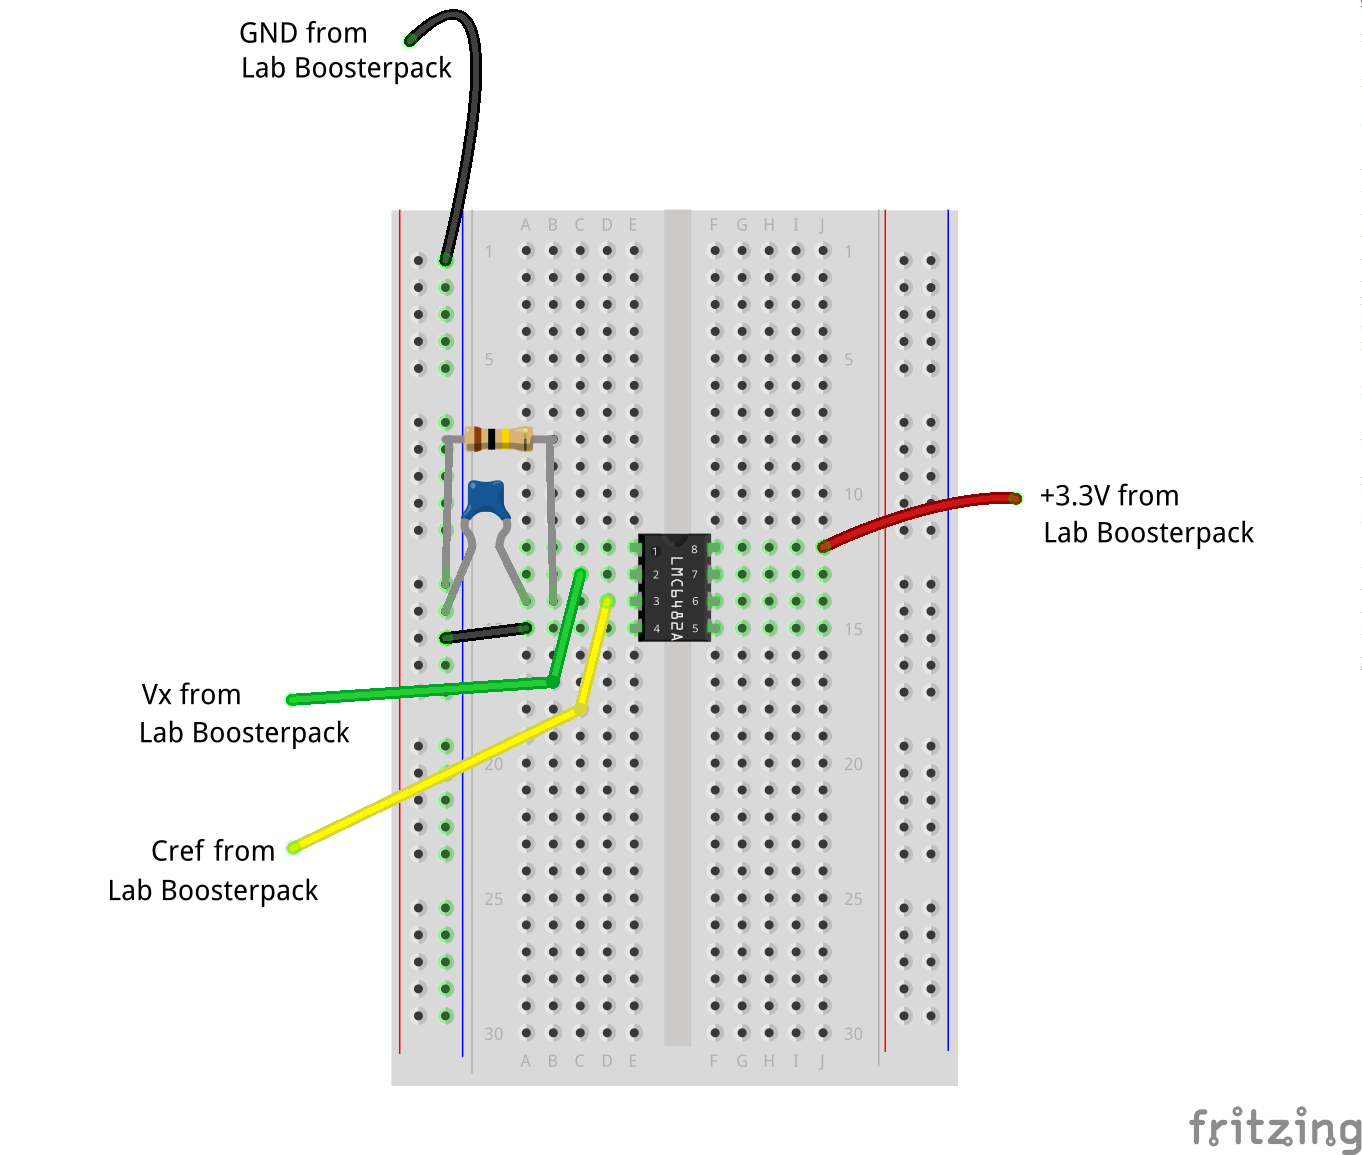 GND from
Lab Boosterpack
A B C D E F G H I J
1 1
5 5
10
+3.3V from
Lab Boosterpack
1 8
2 7
3 6
4 5
LMC6482A
15
Vx from
Lab Boosterpack
20 20
Cref from
Lab Boosterpack
25 25
30 30
A B C D E F G H I J
fritzing